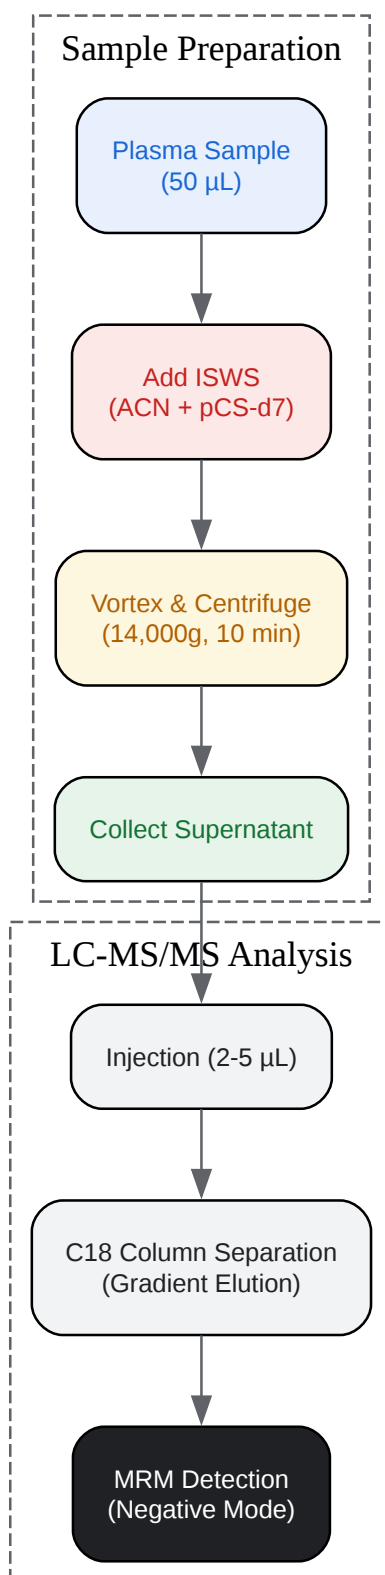 Sample Preparation
Plasma Sample
(50 µL)
Add ISWS
(ACN + pCS-d7)
Vortex & Centrifuge
(14,000g, 10 min)
Collect Supernatant
LC-MS/MS Analysis
Injection (2-5 µL)
C18 Column Separation
(Gradient Elution)
MRM Detection
(Negative Mode)